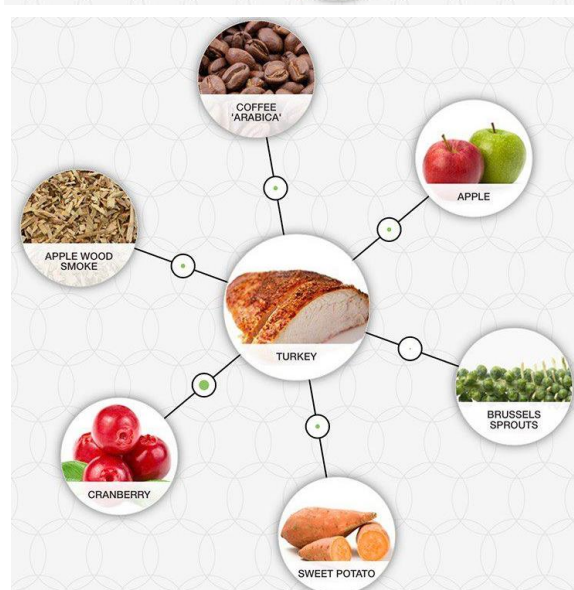 COFFEE
'ARABICA'
APPLE
APPLE WOOD
SMOKE
TURKEY
BRUSSELS
SPROUTS
CRANBERRY
SWEET POTATO